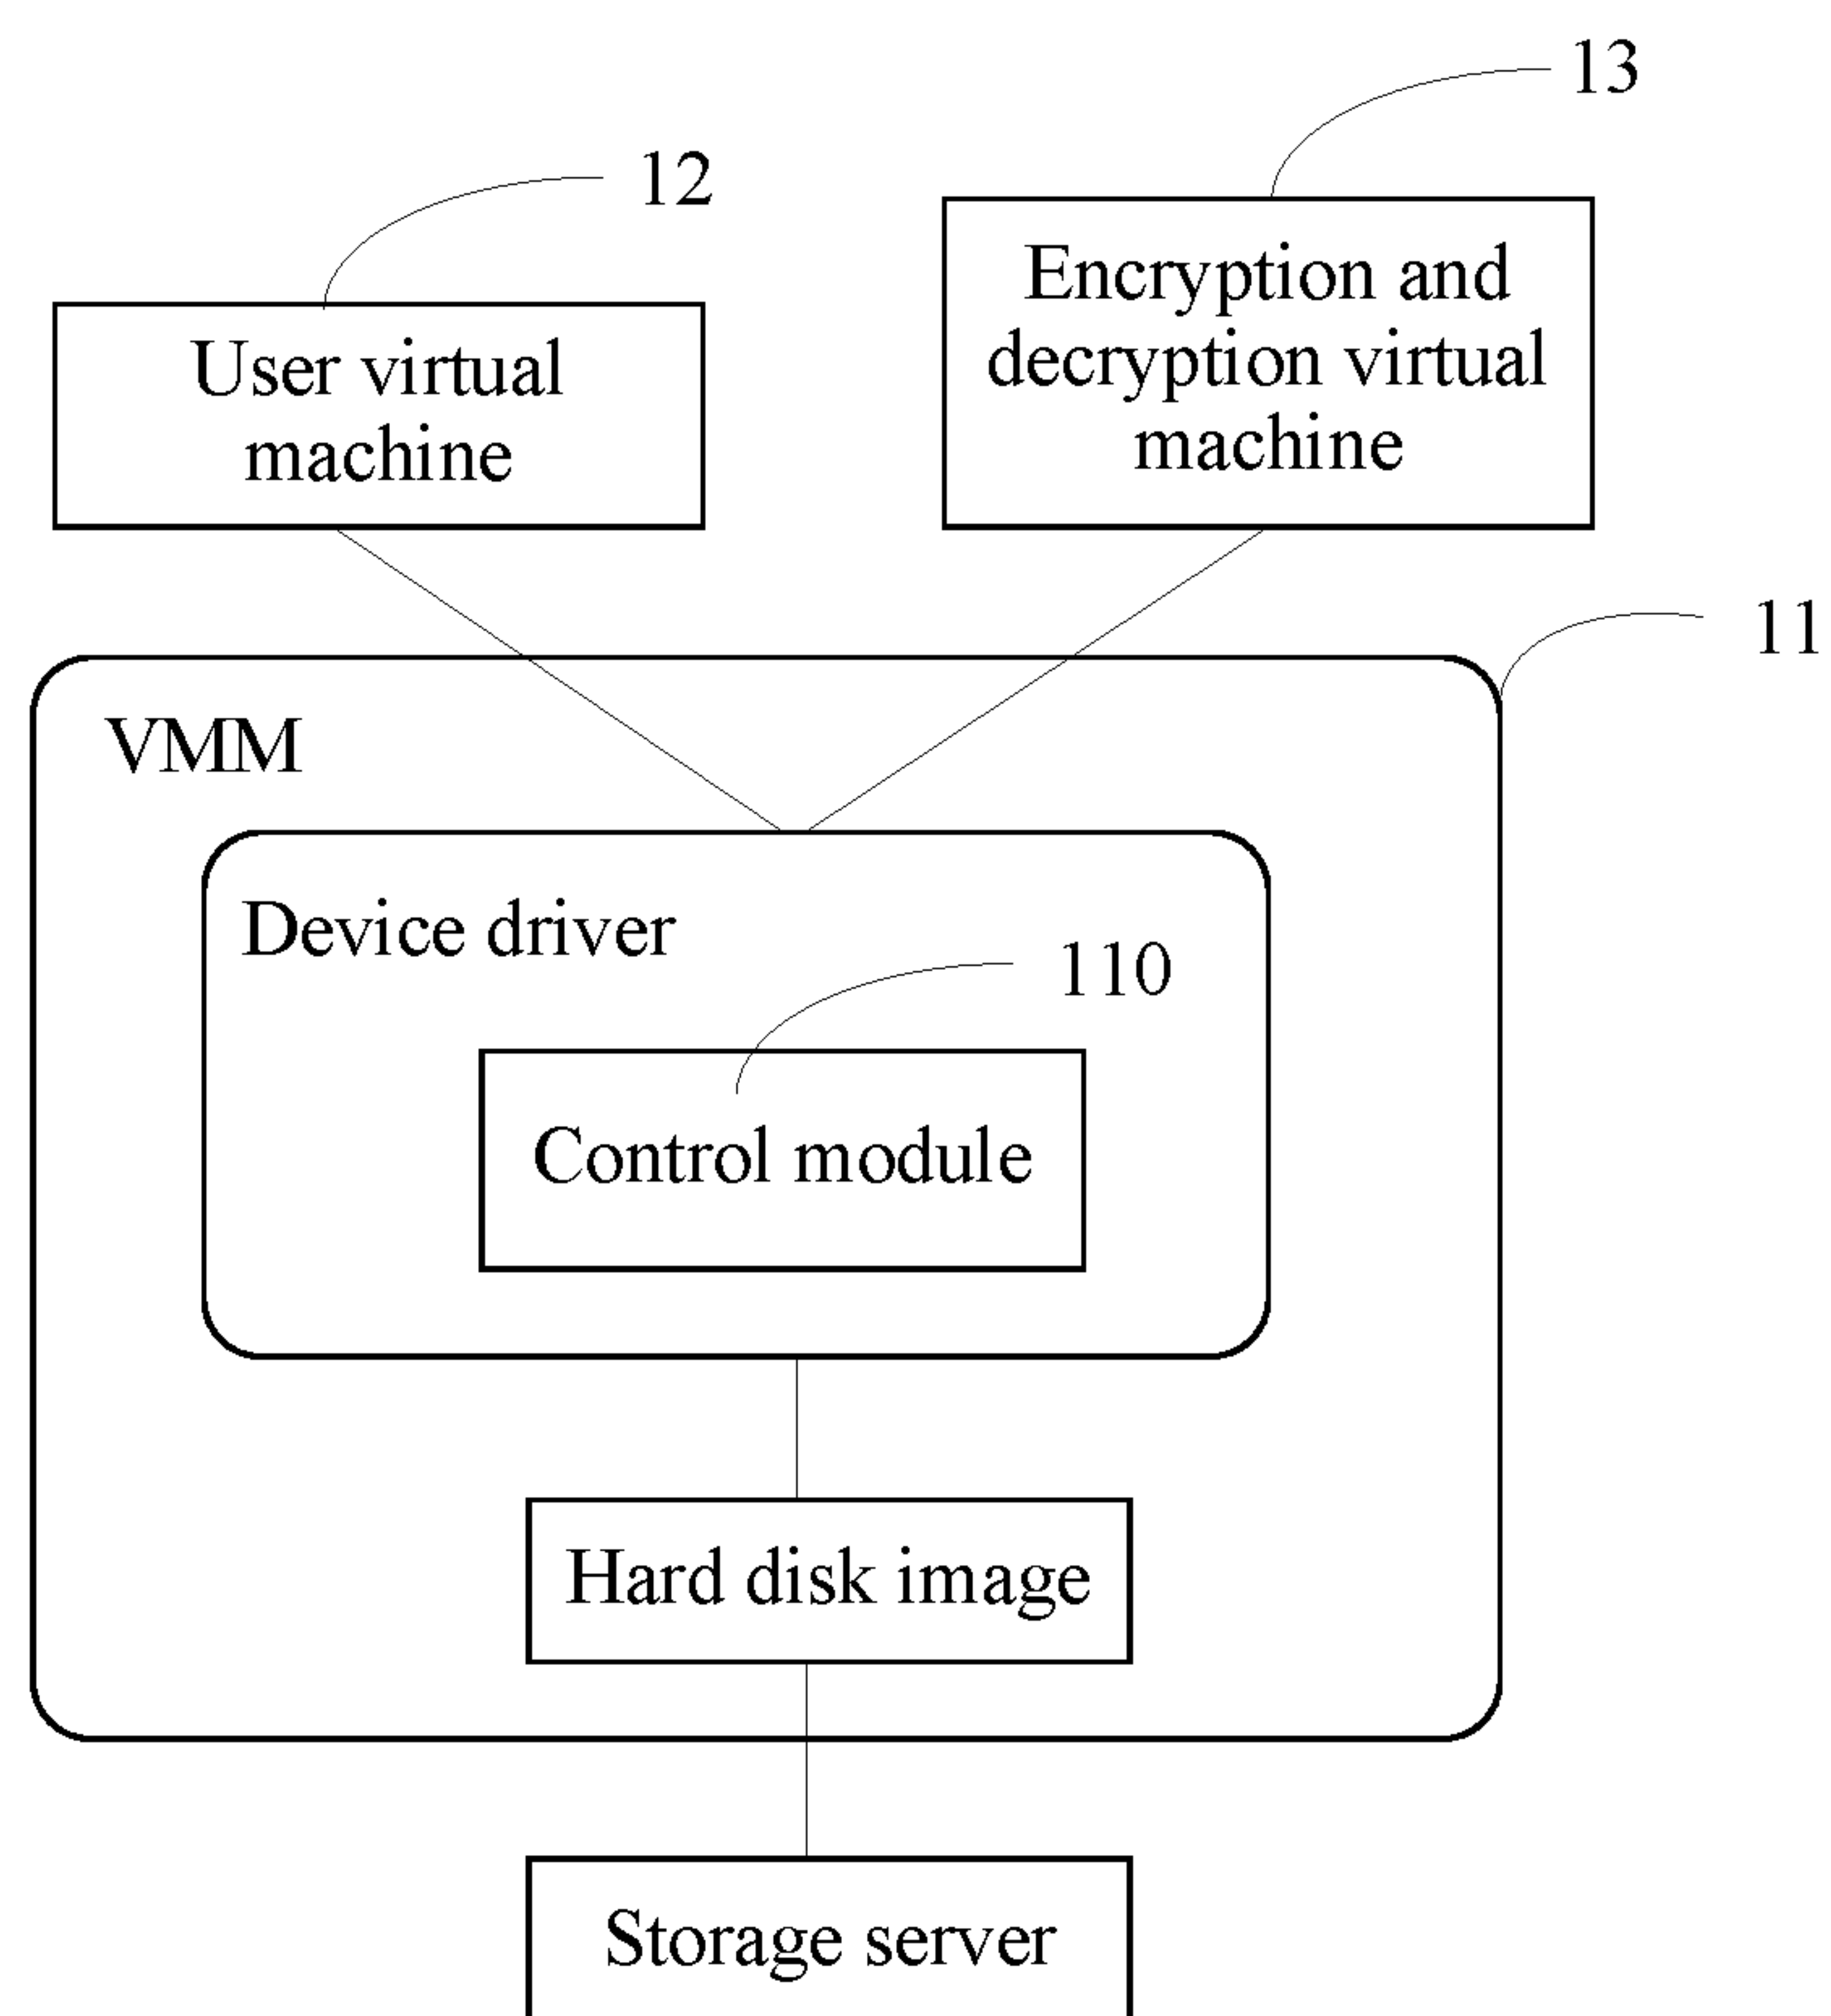 13
12
Encryption and
decryption virtual
machine
User virtual
machine
11
VMM
Device driver
110
Control module
Hard disk image
Storage server